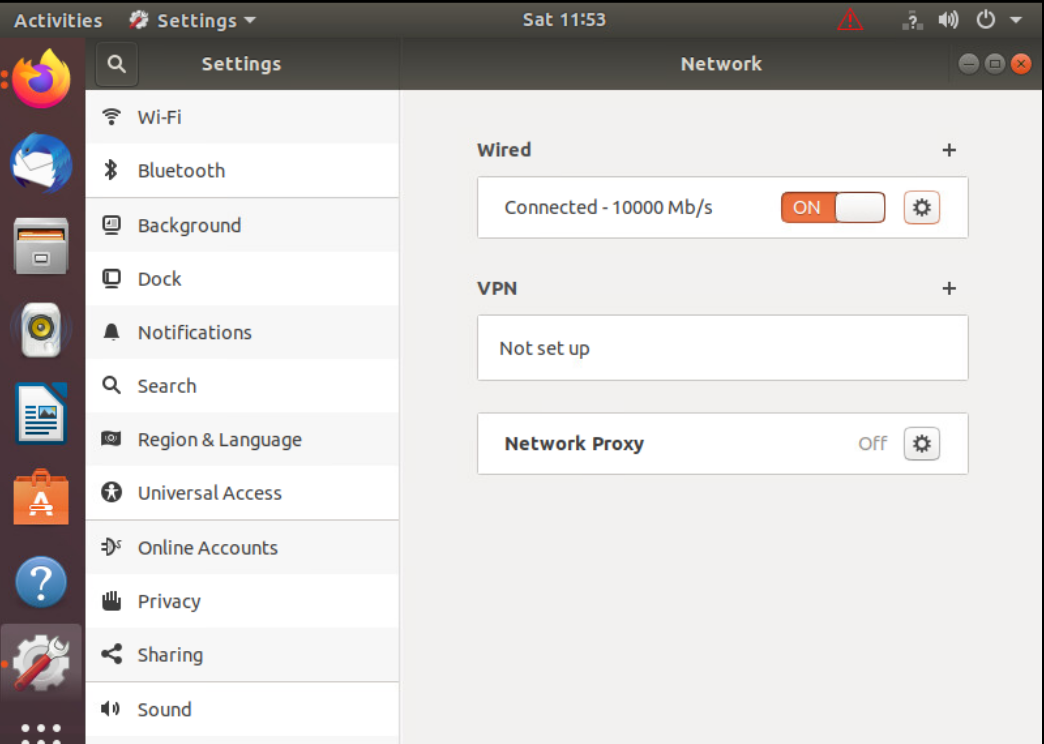 Activities
Settings
Sat 11:53
?
Settings
Network
Wi-Fi
Bluetooth
Background
Dock
Notifications
Search
Region & Language
Universal Access
Online Accounts
Privacy
Sharing
Sound
Wired
Connected - 10000 Mb/s
ON
VPN
Not set up
Network Proxy
Off